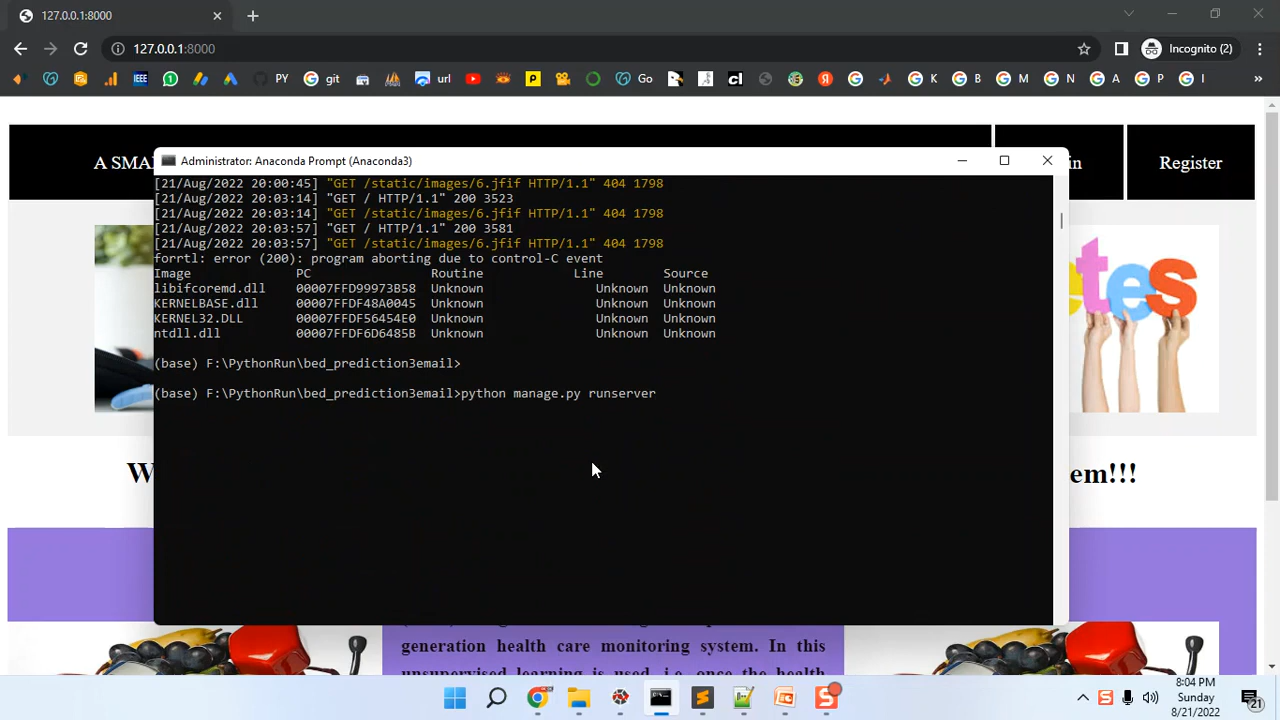 127.0.0.1:8000
127.0.0.1:8000
Incognito (2)
IEEE
PY
git
url
Go
K
B
M
N
A
P
I
A SMA
in
Register
Administrator: Anaconda Prompt (Anaconda3)
[21/Aug/2022 20:00:45] "GET /static/images/6.jfif HTTP/1.1" 404 1798
[21/Aug/2022 20:03:14] "GET / HTTP/1.1" 200 3523
[21/Aug/2022 20:03:14] "GET /static/images/6.jfif HTTP/1.1" 404 1798
[21/Aug/2022 20:03:57] "GET / HTTP/1.1" 200 3581
[21/Aug/2022 20:03:57] "GET /static/images/6.jfif HTTP/1.1" 404 1798
forrtl: error (200): program aborting due to control-C event
Image PC Routine Line Source
libifcoremd.dll 00007FFD99973B58 Unknown Unknown Unknown
KERNELBASE.dll 00007FFDF48A0045 Unknown Unknown Unknown
KERNEL32.DLL 00007FFDF56454E0 Unknown Unknown Unknown
ntdll.dll 00007FFDF6D6485B Unknown Unknown Unknown
(base) F:\PythonRun\bed_prediction3email>
(base) F:\PythonRun\bed_prediction3email>python manage.py runserver
tes
W
em!!!
generation health care monitoring system. In this
unsupervised learning is used, i.e. once the health
8:04 PM
Sunday
8/21/2022
21